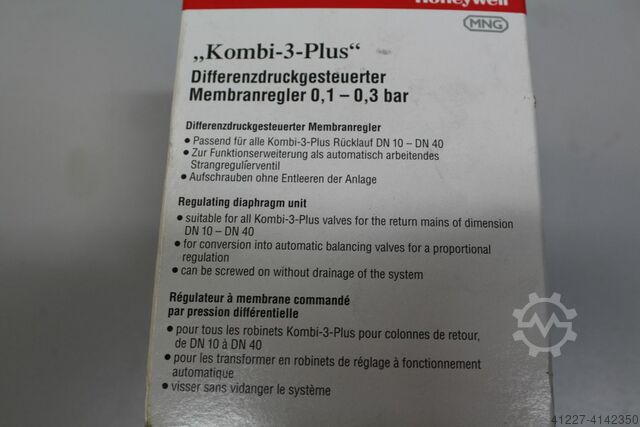 Honeywell
MNG
„Kombi-3-Plus“
Differenzdruckgesteuerter
Membranregler 0,1 – 0,3 bar
Differenzdruckgesteuerter Membranregler
• Passend für alle Kombi-3-Plus Rücklauf DN 10 – DN 40
• Zur Funktionserweiterung als automatisch arbeitendes
Strangregulierventil
• Aufschrauben ohne Entleeren der Anlage
Regulating diaphragm unit
• suitable for all Kombi-3-Plus valves for the return mains of dimension
DN 10 – DN 40
• for conversion into automatic balancing valves for a proportional
regulation
• can be screwed on without drainage of the system
Régulateur à membrane commandé
par pression différentielle
• pour tous les robinets Kombi-3-Plus pour colonnes de retour,
de DN 10 à DN 40
• pour les transformer en robinets de réglage à fonctionnement
automatique
• visser sans vidanger le système
41227-4142350